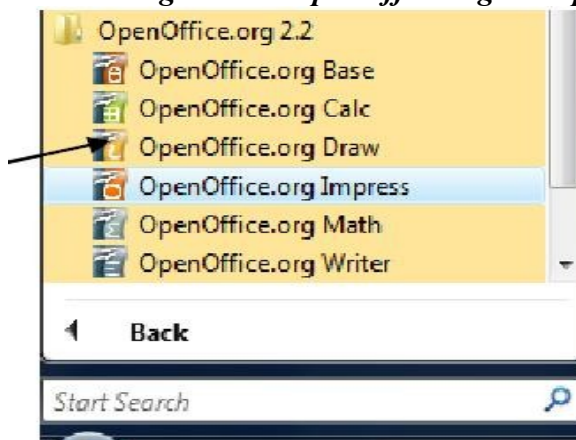 OpenOffice.org 2.2
OpenOffice.org Base
OpenOffice.org Calc
OpenOffice.org Draw
OpenOffice.org Impress
OpenOffice.org Math
OpenOffice.org Writer
Back
Start Search